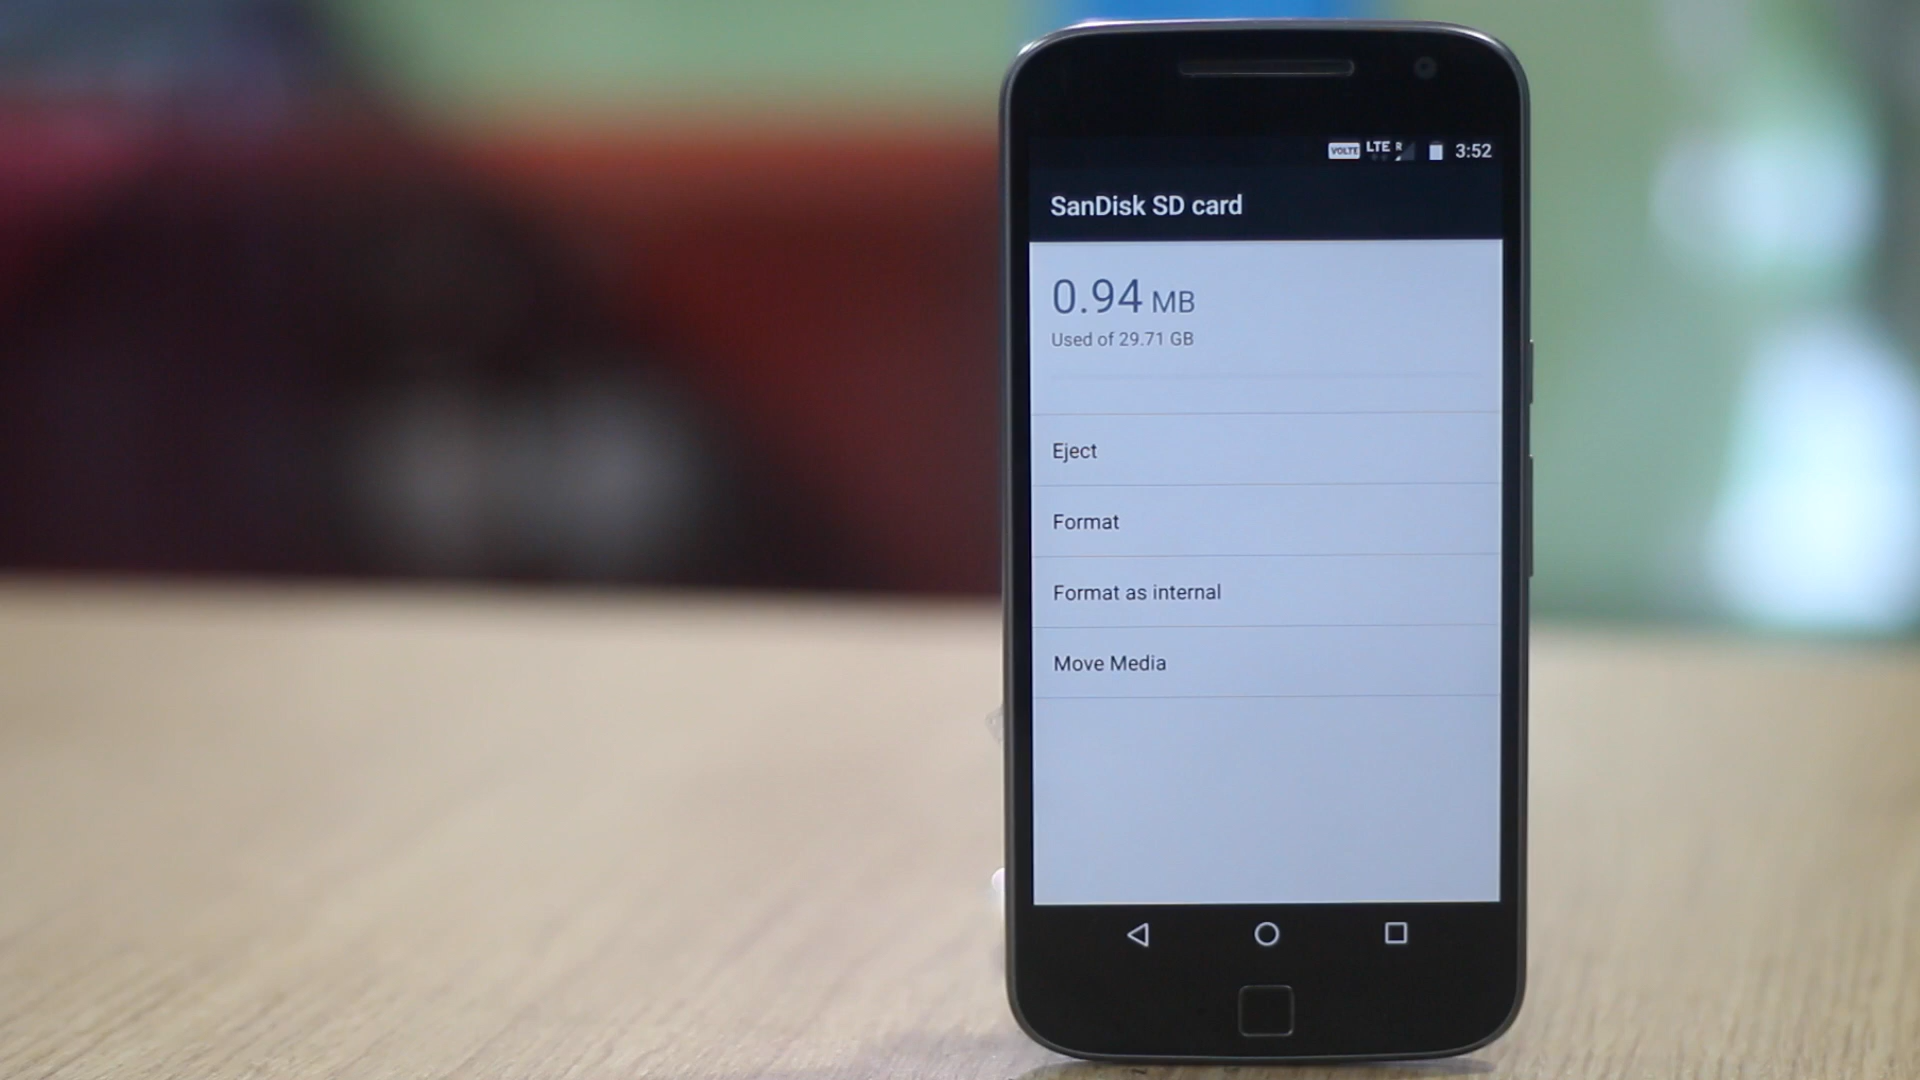 VOLTE LTE R 3:52
SanDisk SD card
0.94 MB
Used of 29.71 GB
Eject
Format
Format as internal
Move Media